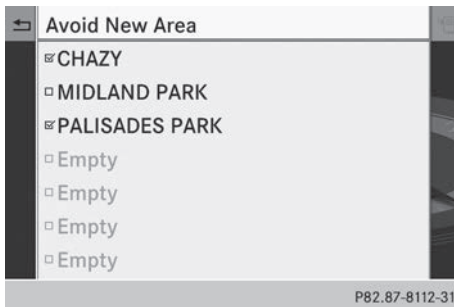 Avoid New Area
CHAZY
MIDLAND PARK
PALISADES PARK
Empty
Empty
Empty
Empty
P82.87-8112-31